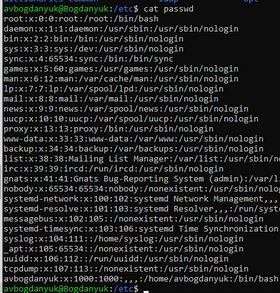 avbogdanyuk@Bogdanyuk:/etc$ cat passwd
root:x:0:0:root:/root:/bin/bash
daemon:x:1:1:daemon:/usr/sbin:/usr/sbin/nologin
bin:x:2:2:bin:/bin:/usr/sbin/nologin
sys:x:3:3:sys:/dev:/usr/sbin/nologin
sync:x:4:65534:sync:/bin:/bin/sync
games:x:5:60:games:/usr/games:/usr/sbin/nologin
man:x:6:12:man:/var/cache/man:/usr/sbin/nologin
lp:x:7:7:lp:/var/spool/lpd:/usr/sbin/nologin
mail:x:8:8:mail:/var/mail:/usr/sbin/nologin
news:x:9:9:news:/var/spool/news:/usr/sbin/nologin
uucp:x:10:10:uucp:/var/spool/uucp:/usr/sbin/nologin
proxy:x:13:13:proxy:/bin:/usr/sbin/nologin
www-data:x:33:33:www-data:/var/www:/usr/sbin/nologin
backup:x:34:34:backup:/var/backups:/usr/sbin/nologin
list:x:38:38:Mailing List Manager:/var/list:/usr/sbin/n
irc:x:39:39:ircd:/run/ircd:/usr/sbin/nologin
gnats:x:41:41:Gnats Bug-Reporting System (admin):/var/l
nobody:x:65534:65534:nobody:/nonexistent:/usr/sbin/nolo
systemd-network:x:100:102:systemd Network Management,,,
systemd-resolve:x:101:103:systemd Resolver,,,:/run/syst
messagebus:x:102:105::/nonexistent:/usr/sbin/nologin
systemd-timesync:x:103:106:systemd Time Synchronization
syslog:x:104:111::/home/syslog:/usr/sbin/nologin
_apt:x:105:65534::/nonexistent:/usr/sbin/nologin
uuidd:x:106:112::/run/uuidd:/usr/sbin/nologin
tcpdump:x:107:113::/nonexistent:/usr/sbin/nologin
avbogdanyuk:x:1000:1000:,,,:/home/avbogdanyuk:/bin/bash
avbogdanyuk@Bogdanyuk:/etc$